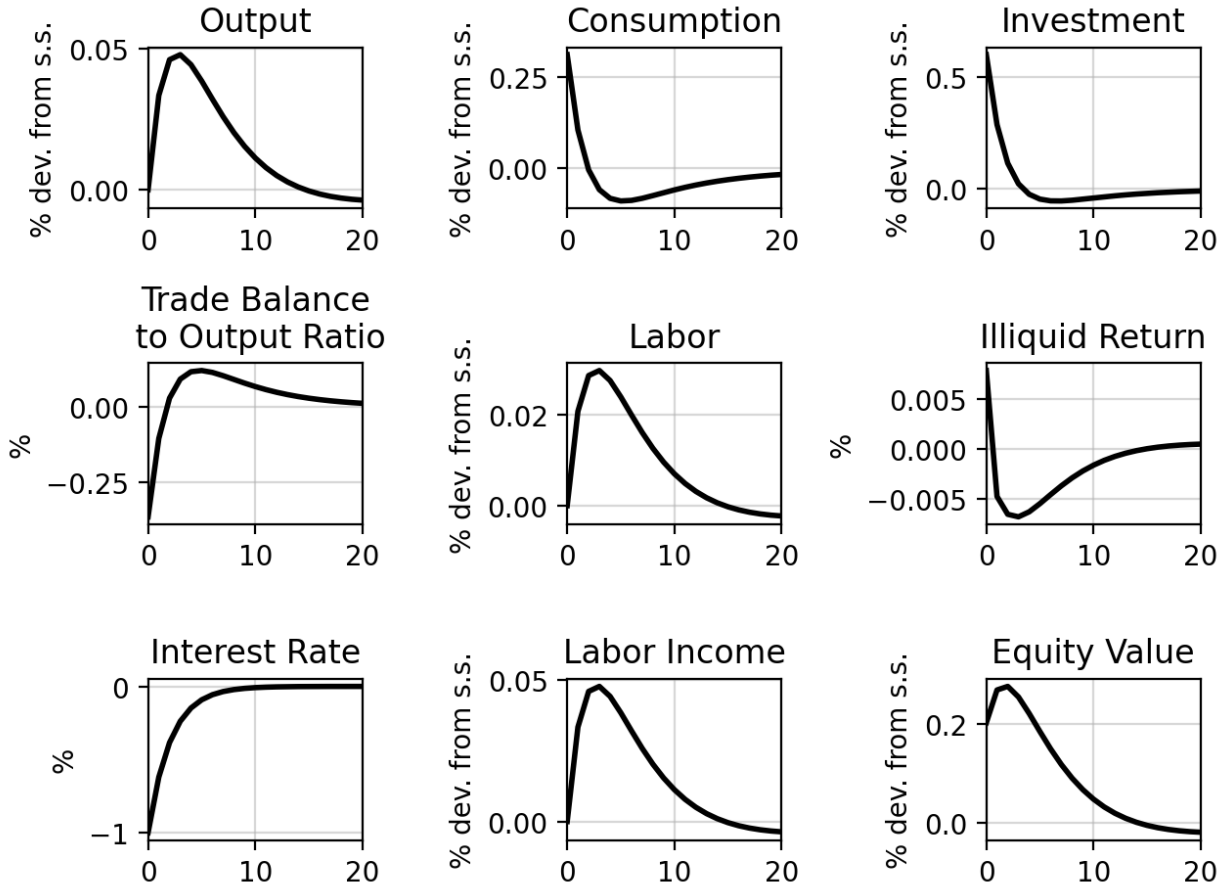 Output
% dev. from s.s.
0.05
0.00
0 10 20
Consumption
% dev. from s.s.
0.25
0.00
0 10 20
Investment
% dev. from s.s.
0.5
0.0
0 10 20
Trade Balance
to Output Ratio
%
0.00
−0.25
0 10 20
Labor
% dev. from s.s.
0.02
0.00
0 10 20
Illiquid Return
%
0.005
0.000
−0.005
0 10 20
Interest Rate
%
0
−1
0 10 20
Labor Income
% dev. from s.s.
0.05
0.00
0 10 20
Equity Value
% dev. from s.s.
0.2
0.0
0 10 20